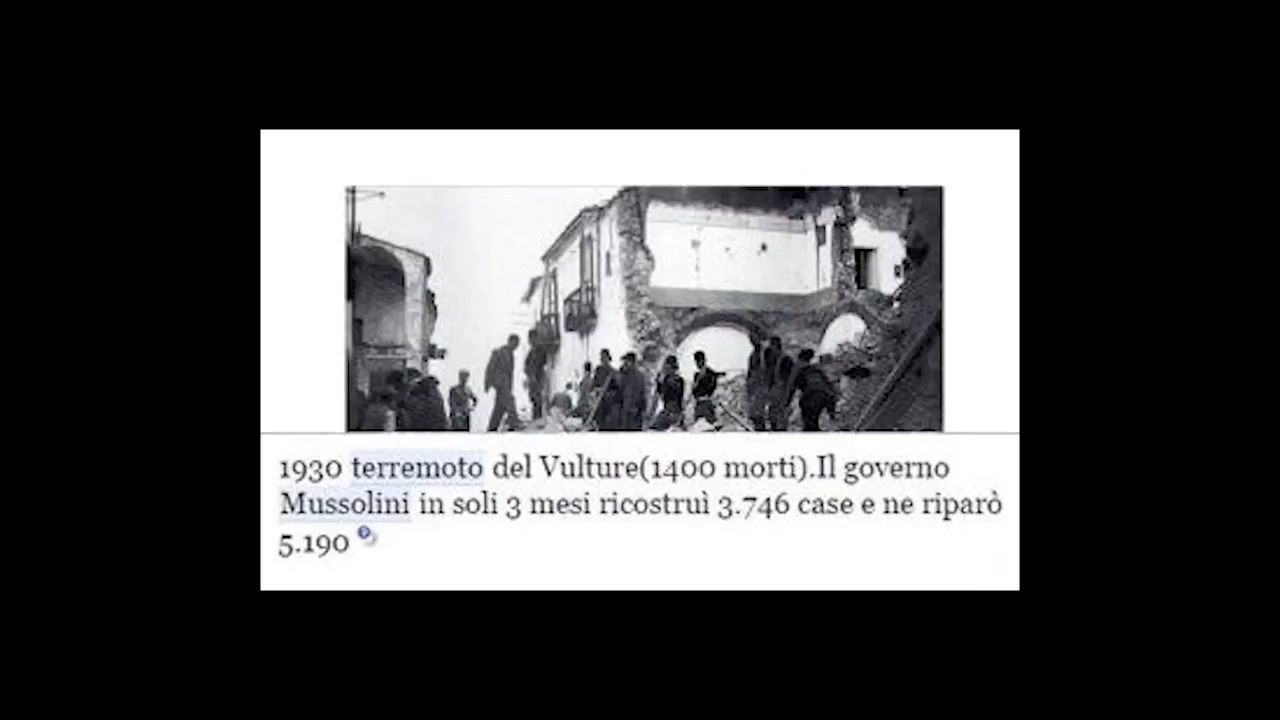 1930 terremoto del Vulture(1400 morti).Il governo
Mussolini in soli 3 mesi ricostruì 3.746 case e ne riparò
5.190